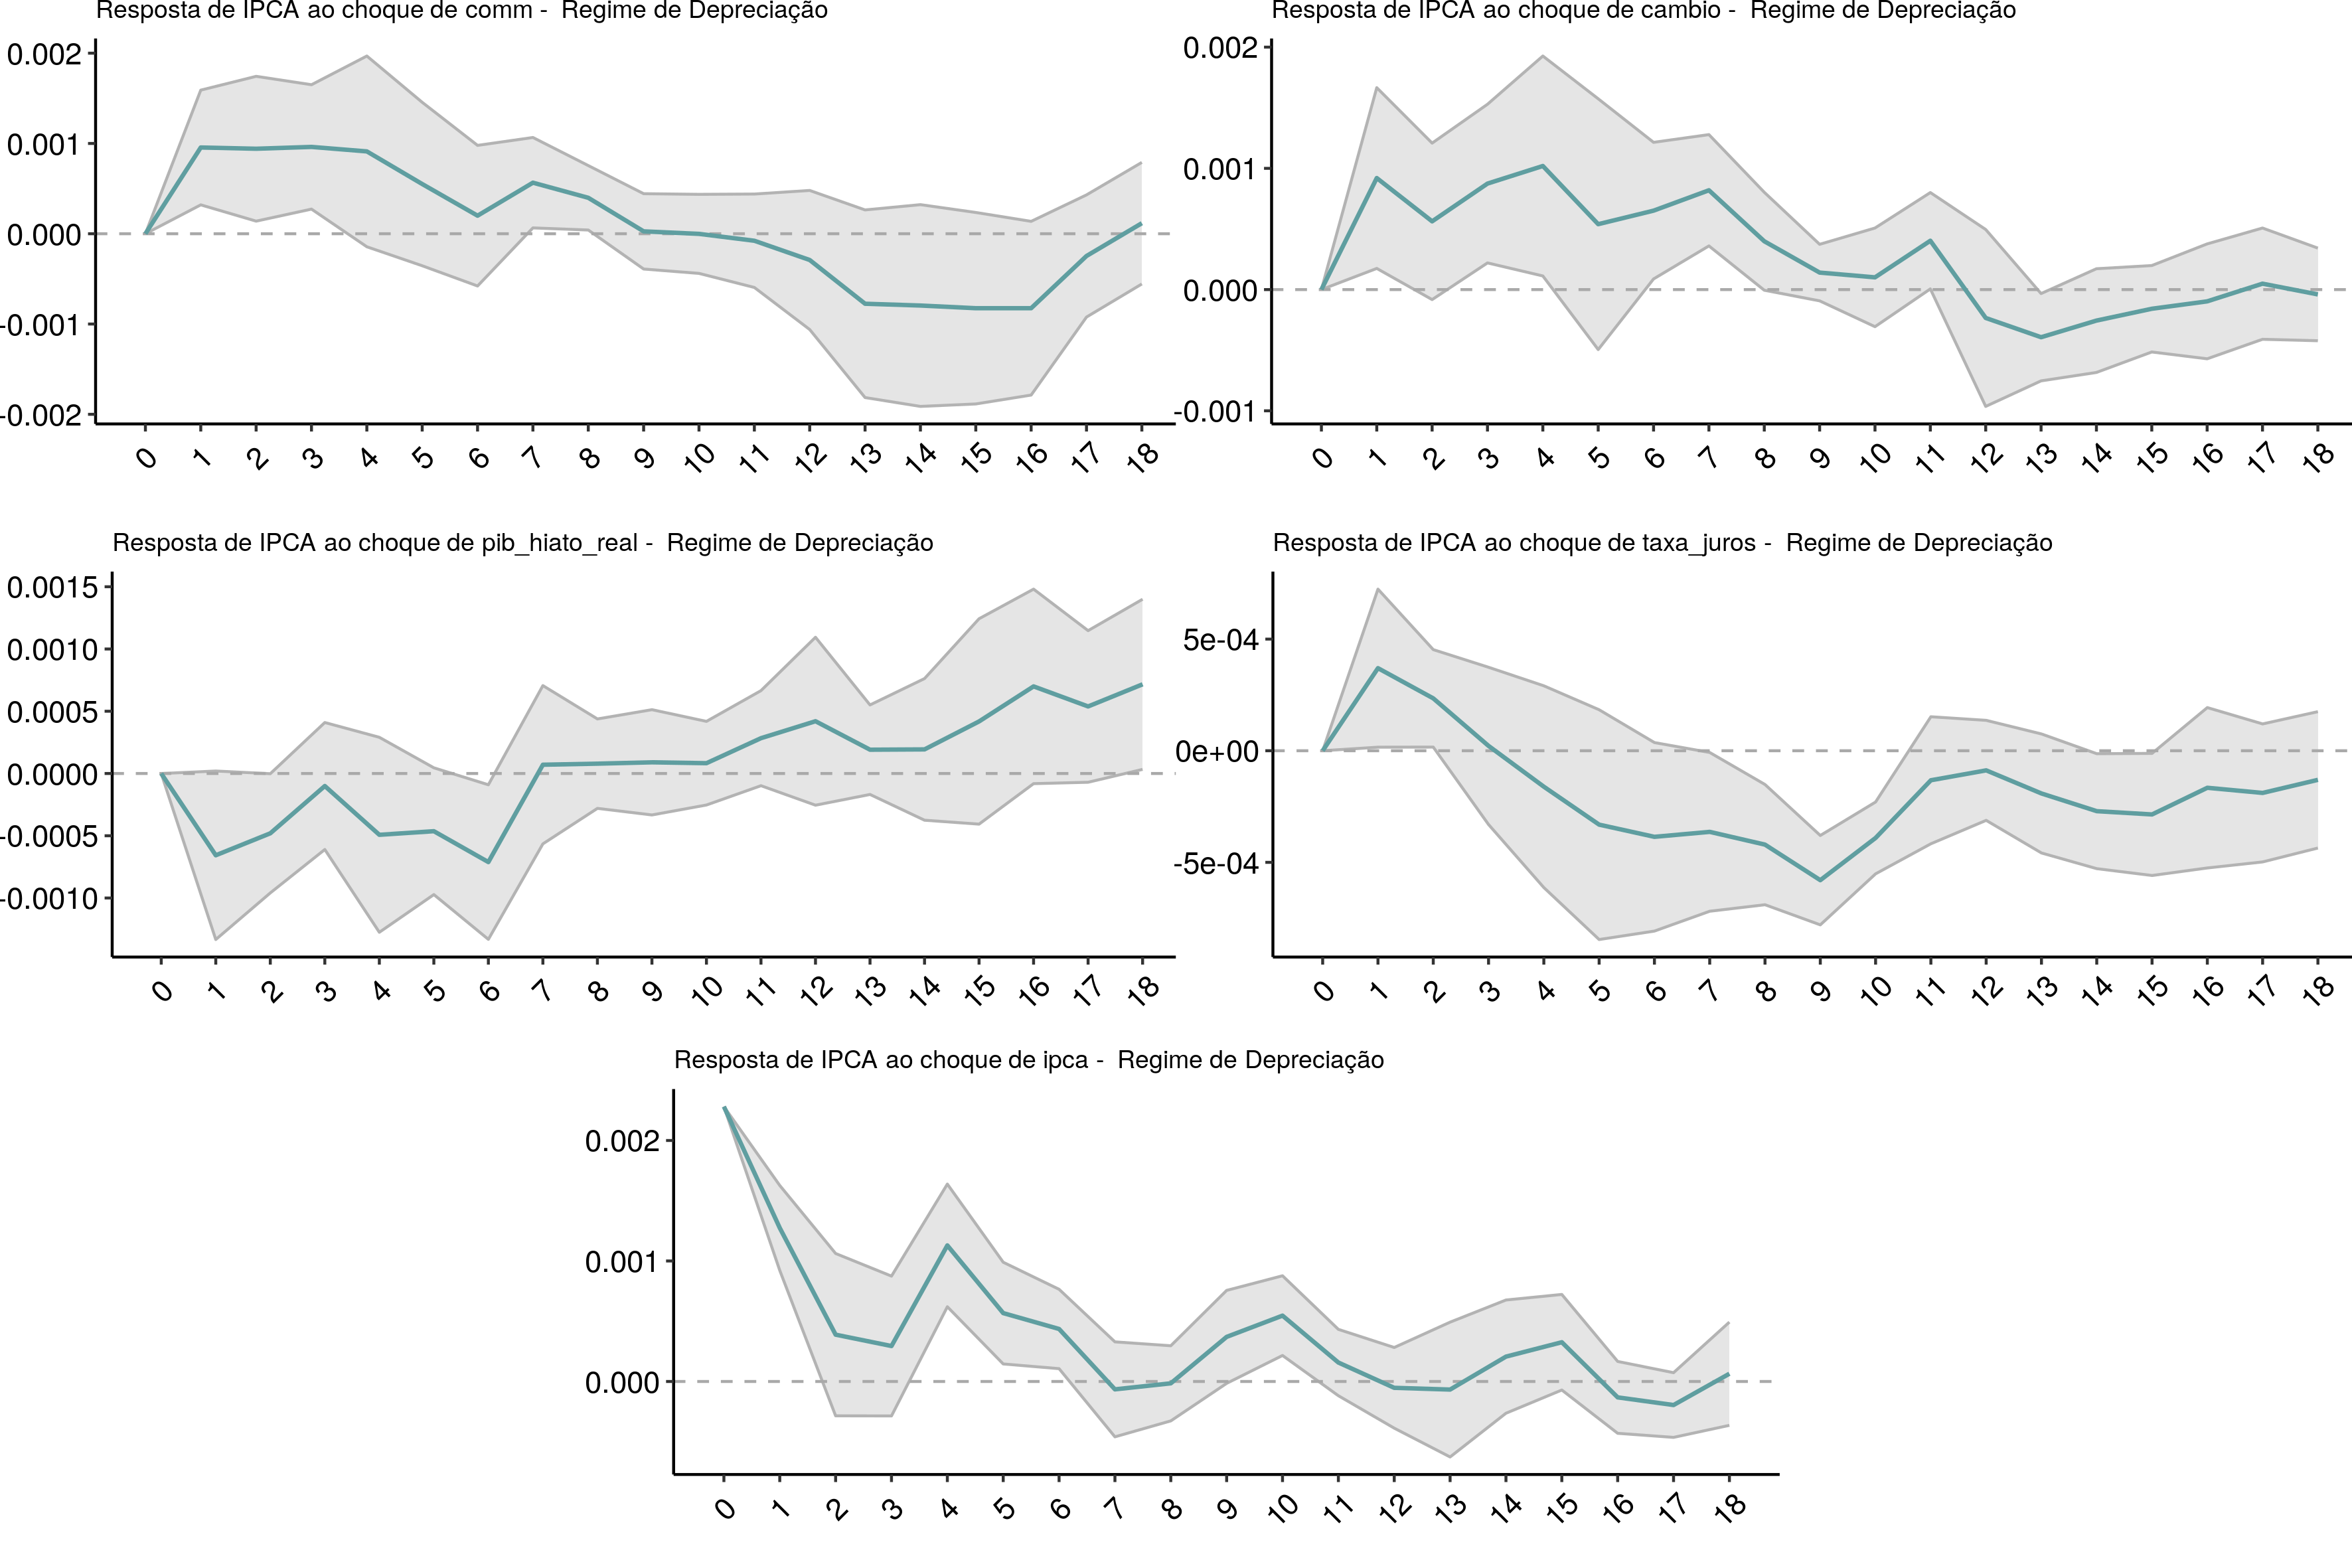 Resposta de IPCA ao choque de comm -  Regime de Depreciação
0.002
0.001
0.000
-0.001
-0.002
0 1 2 3 4 5 6 7 8 9 10 11 12 13 14 15 16 17 18
Resposta de IPCA ao choque de cambio -  Regime de Depreciação
0.002
0.001
0.000
-0.001
0 1 2 3 4 5 6 7 8 9 10 11 12 13 14 15 16 17 18
Resposta de IPCA ao choque de pib_hiato_real -  Regime de Depreciação
0.0015
0.0010
0.0005
0.0000
-0.0005
-0.0010
0 1 2 3 4 5 6 7 8 9 10 11 12 13 14 15 16 17 18
Resposta de IPCA ao choque de taxa_juros -  Regime de Depreciação
5e-04
0e+00
-5e-04
0 1 2 3 4 5 6 7 8 9 10 11 12 13 14 15 16 17 18
Resposta de IPCA ao choque de ipca -  Regime de Depreciação
0.002
0.001
0.000
0 1 2 3 4 5 6 7 8 9 10 11 12 13 14 15 16 17 18